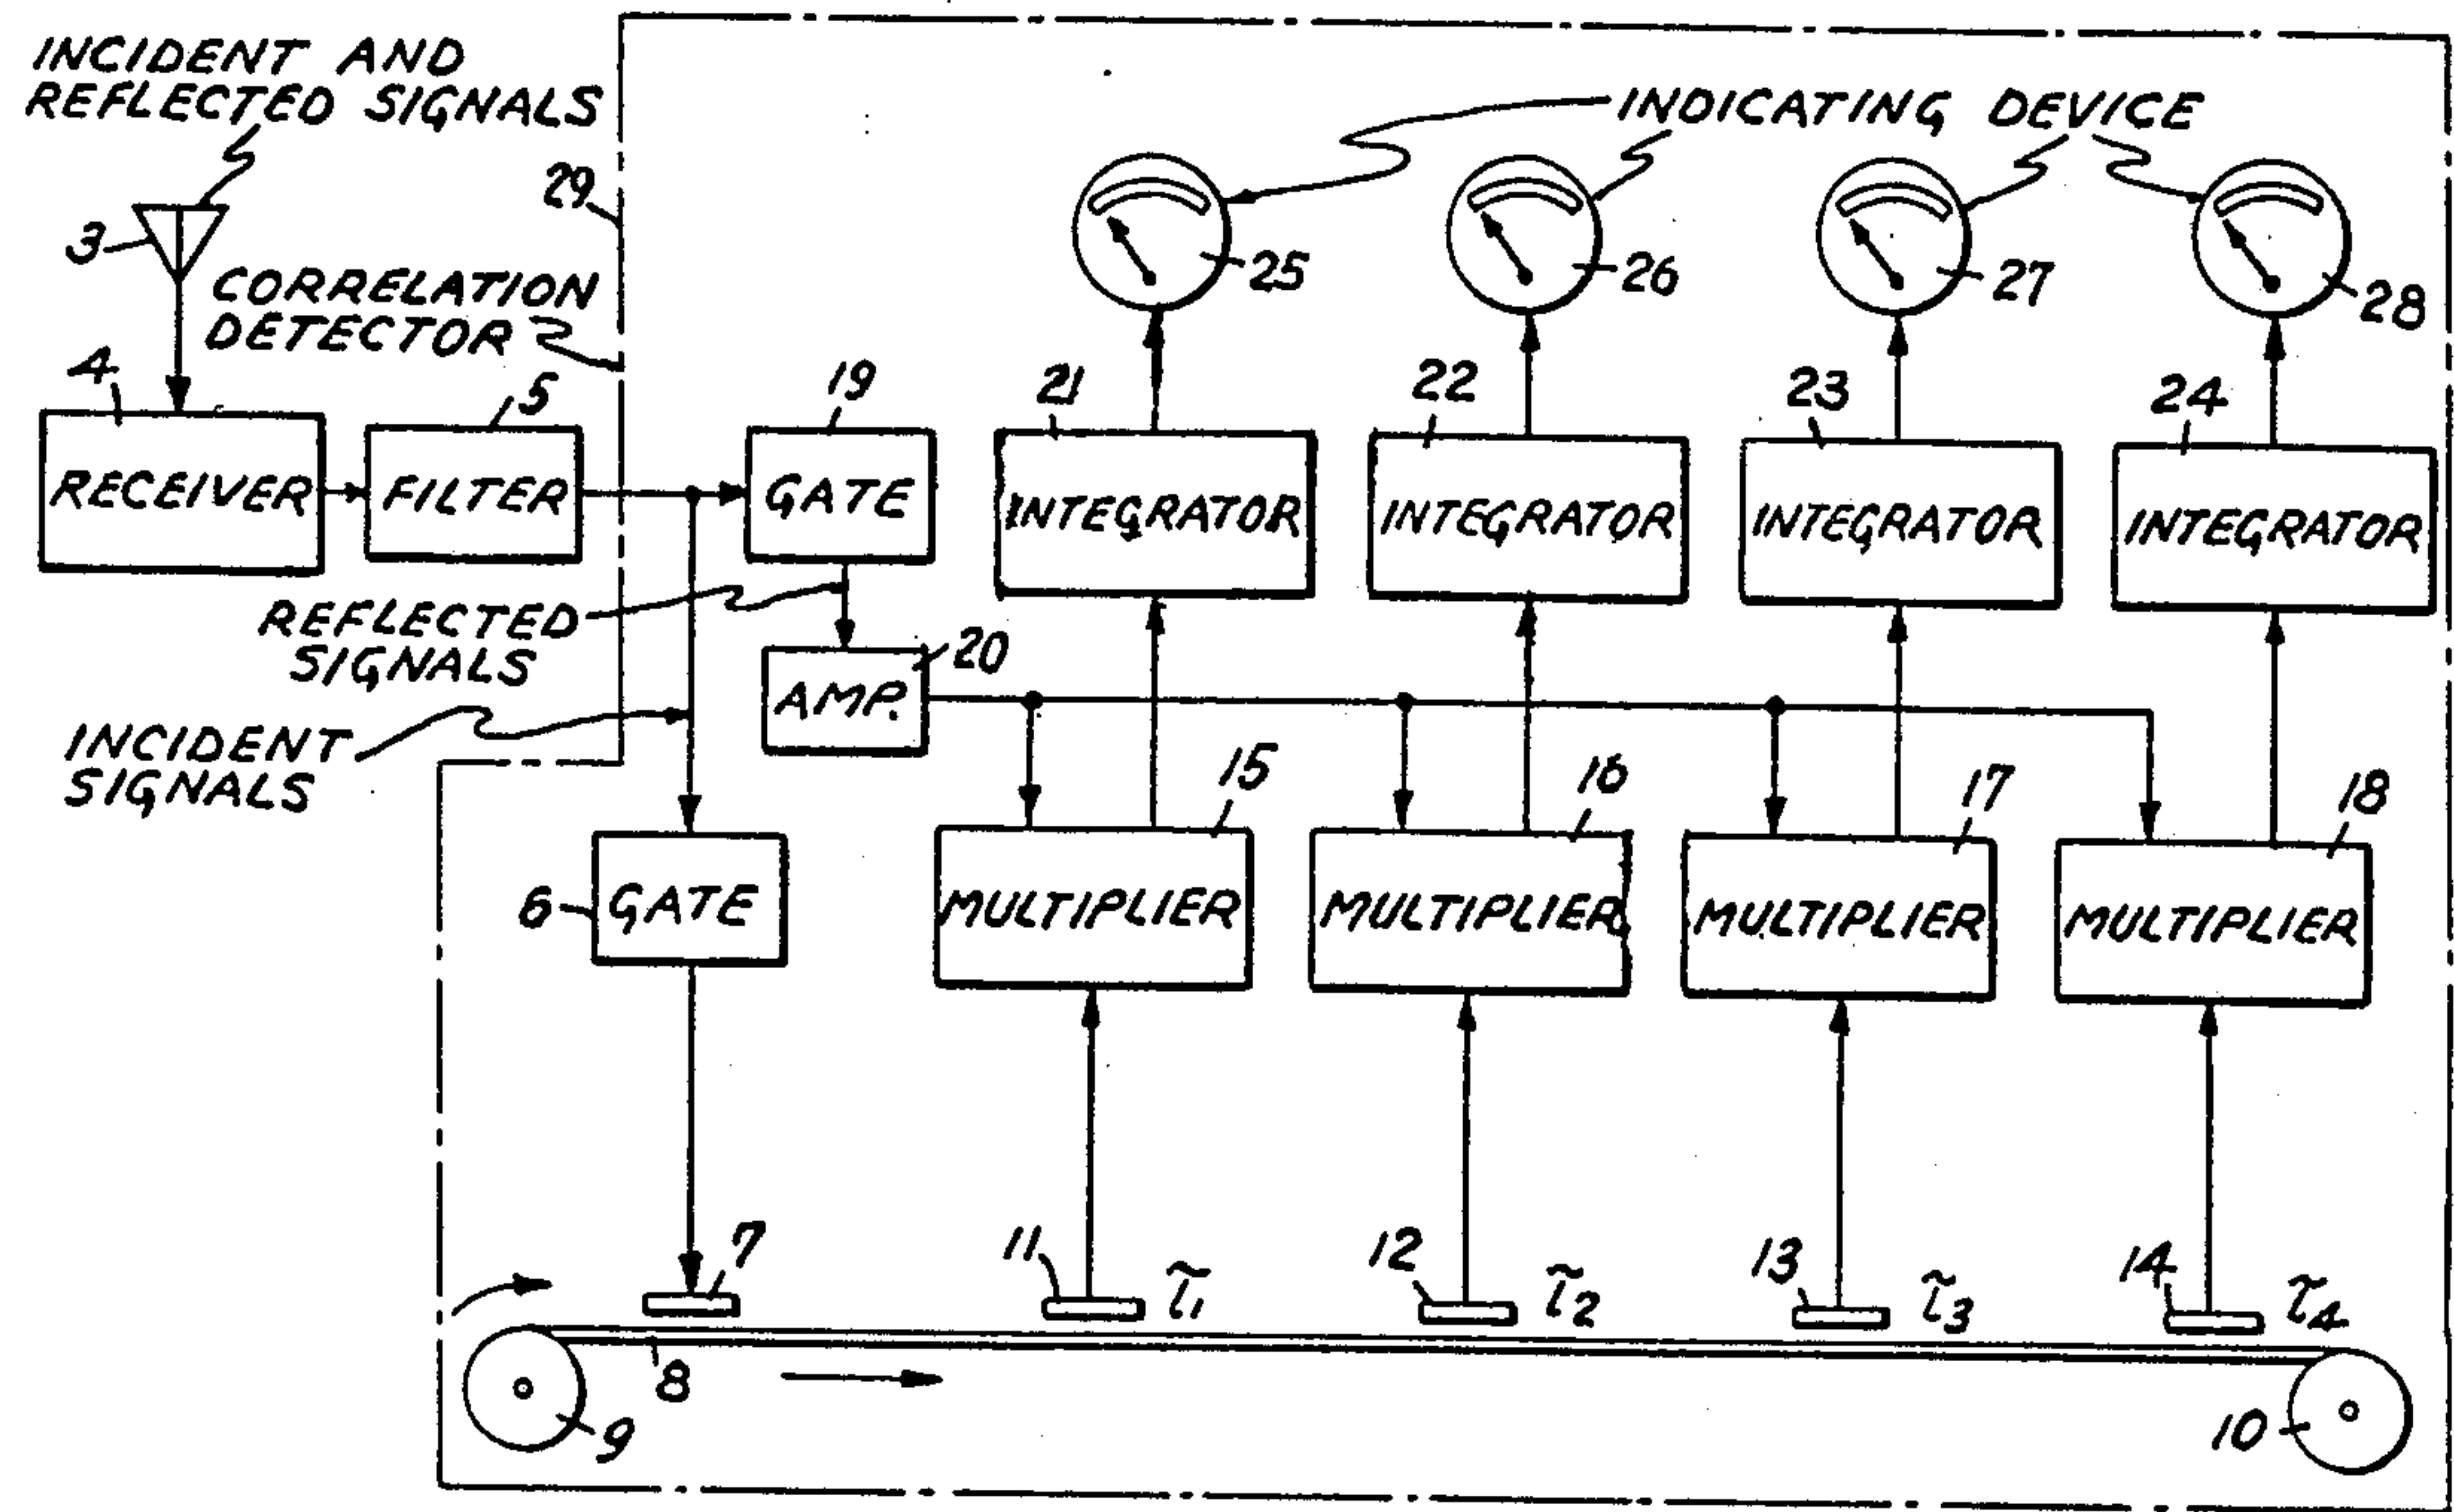 INCIDENT AND
REFLECTED SIGNALS
INDICATING DEVICE
29
3
25
26
27
28
CORRELATION
DETECTOR
4
5
19
21
22
23
24
RECEIVER
FILTER
GATE
INTEGRATOR
INTEGRATOR
INTEGRATOR
INTEGRATOR
REFLECTED
SIGNALS
20
AMP.
INCIDENT
SIGNALS
15
16
17
18
6
GATE
MULTIPLIER
MULTIPLIER
MULTIPLIER
MULTIPLIER
7
11
τ1
12
τ2
13
τ3
14
τ4
8
9
10